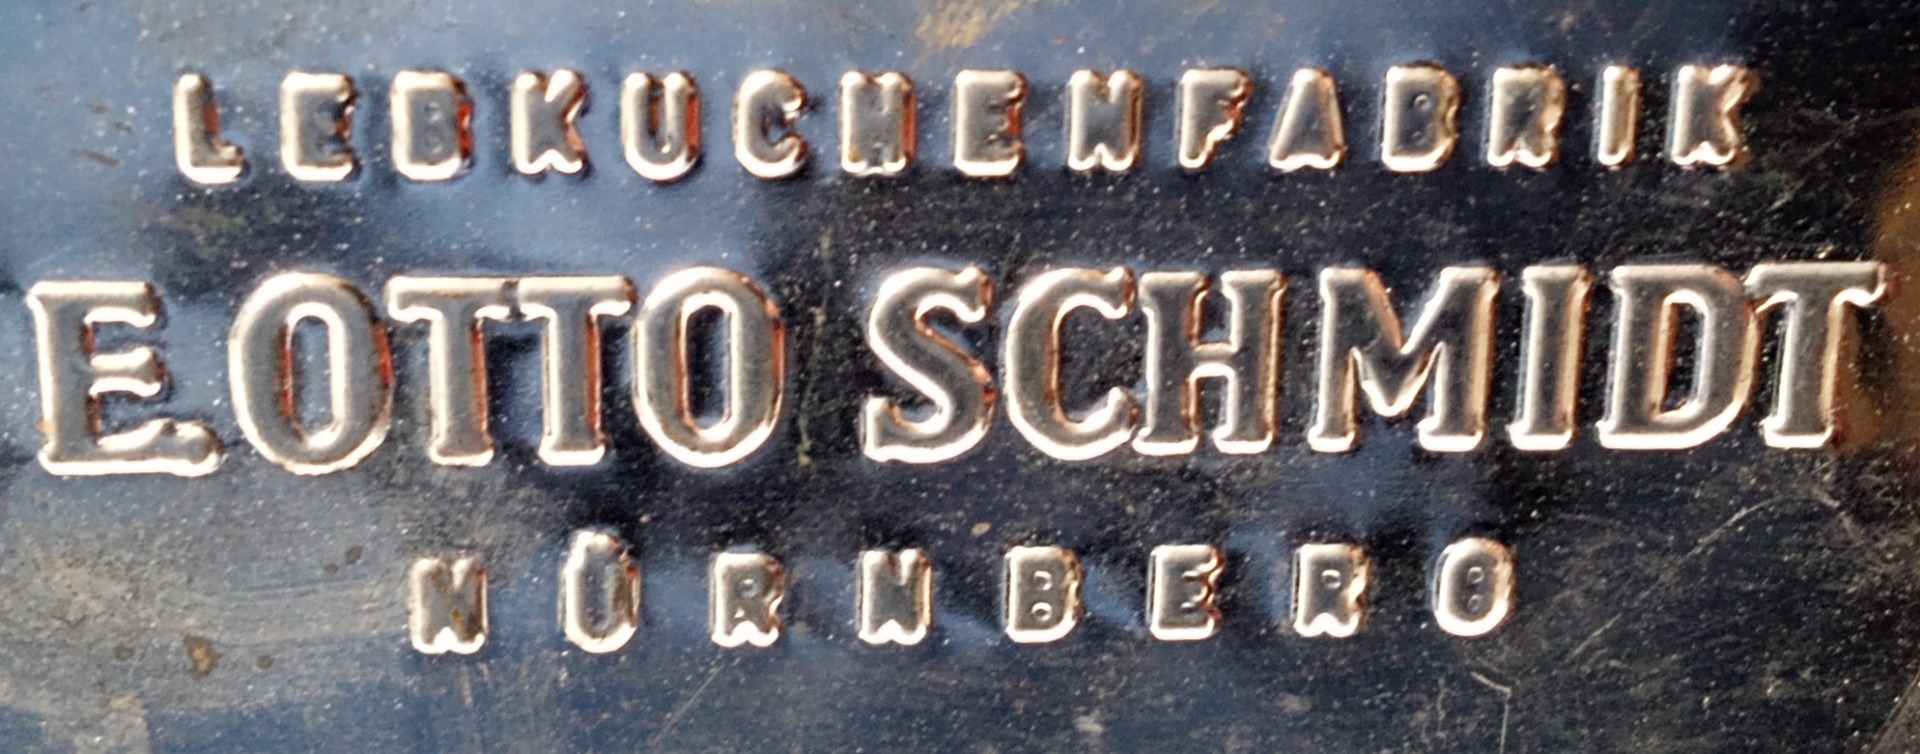 LEBKUCHENFABRIK
E. OTTO SCHMIDT
NÜRNBERG